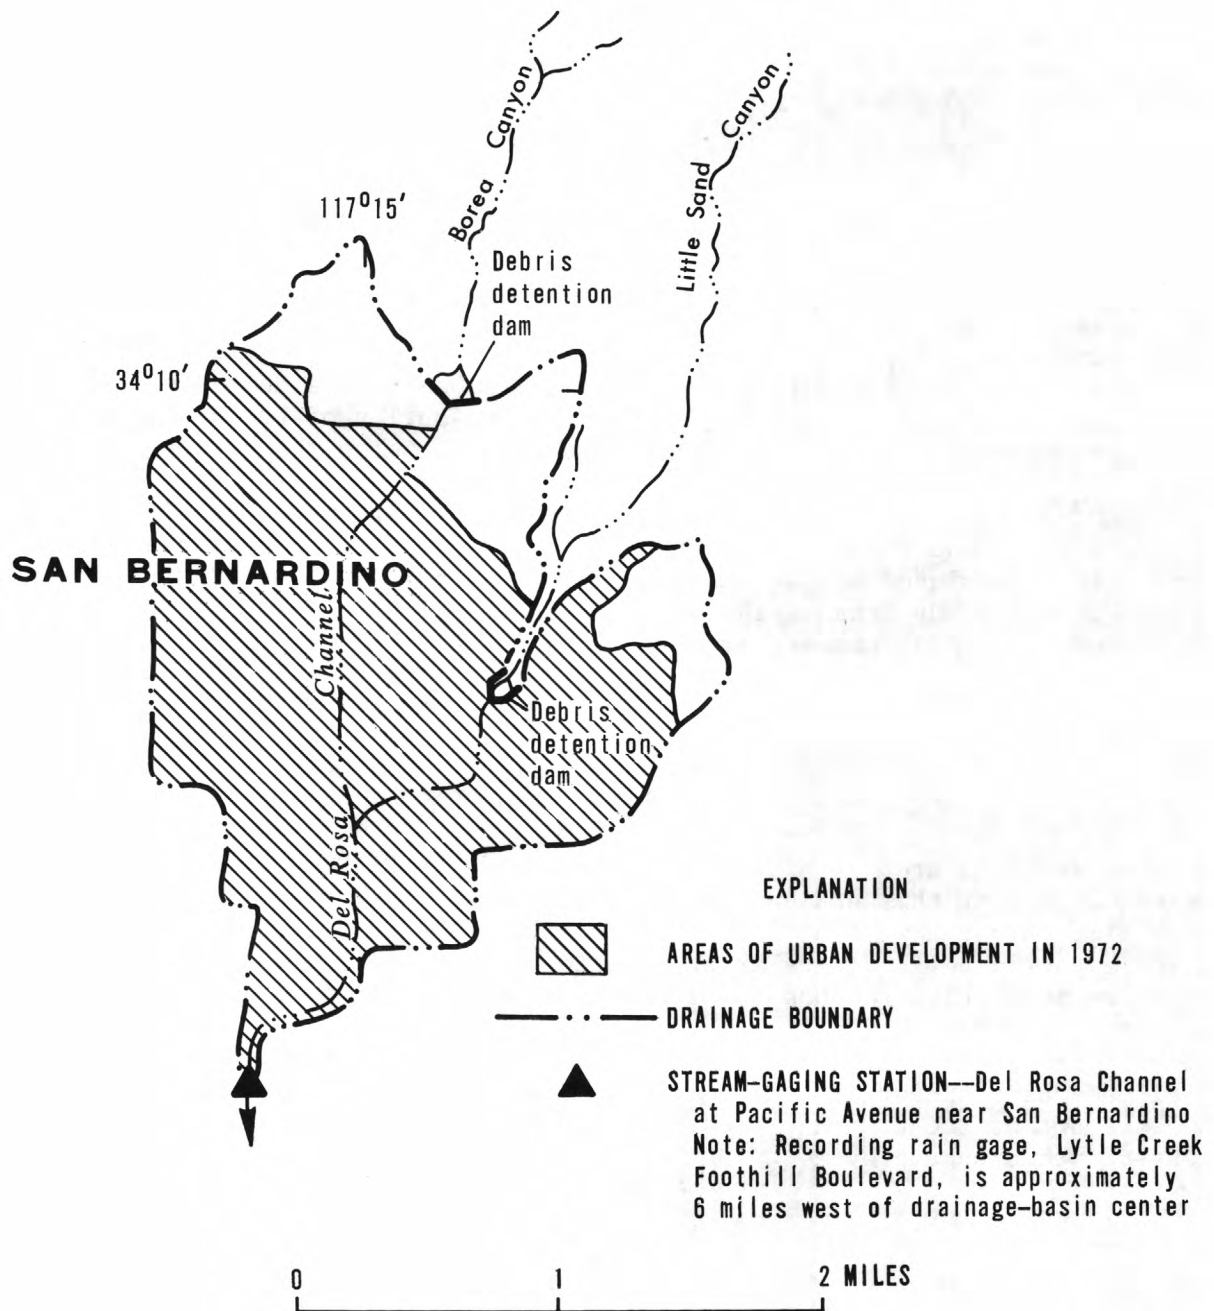 Borea Canyon
Little Sand Canyon
117°15'
Debris
detention
dam
34°10'
SAN BERNARDINO
Channel
Debris
detention
dam
Del Rosa
EXPLANATION
AREAS OF URBAN DEVELOPMENT IN 1972
DRAINAGE BOUNDARY
STREAM-GAGING STATION--Del Rosa Channel
at Pacific Avenue near San Bernardino
Note: Recording rain gage, Lytle Creek
Foothill Boulevard, is approximately
6 miles west of drainage-basin center
0 1 2 MILES